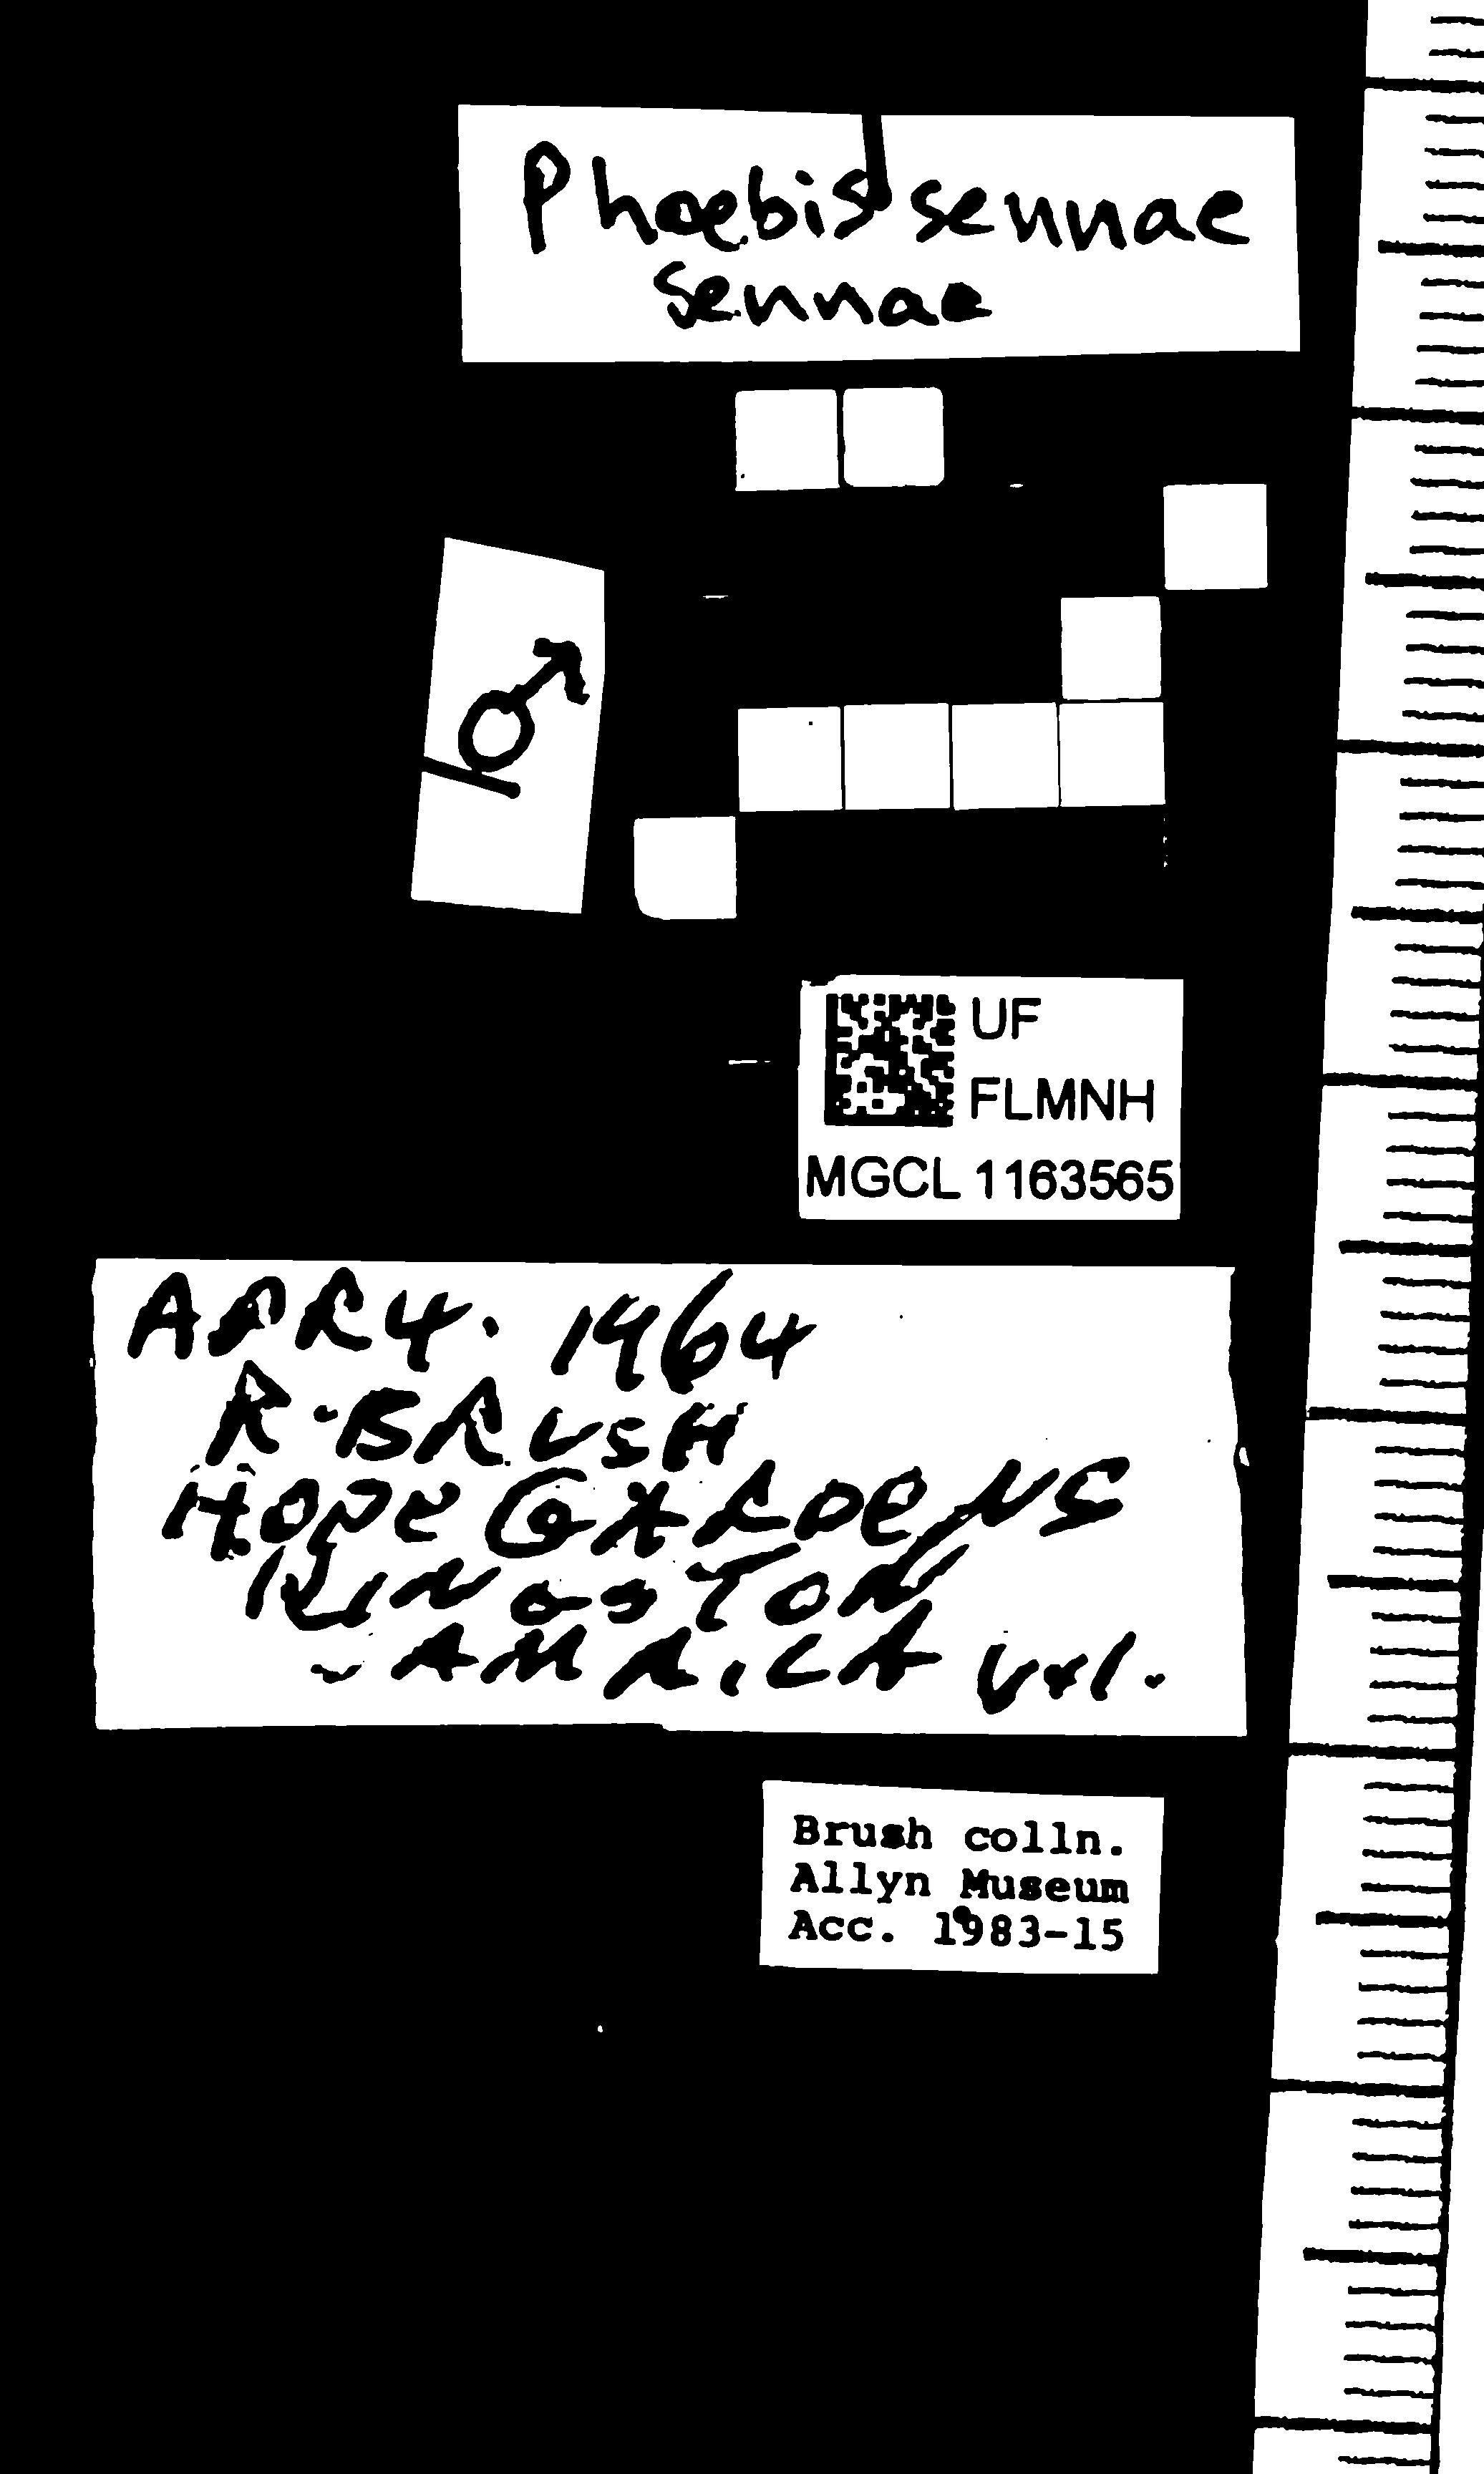 Phoebis sennae
sennae
♂
UF
FLMNH
MGCL 1163565
APR 4. 1964
R. BRUSH
HOPE GARDENS
KINGSTON
JAMAICA WI.
Brush colln.
Allyn Museum
Acc. 1983-15